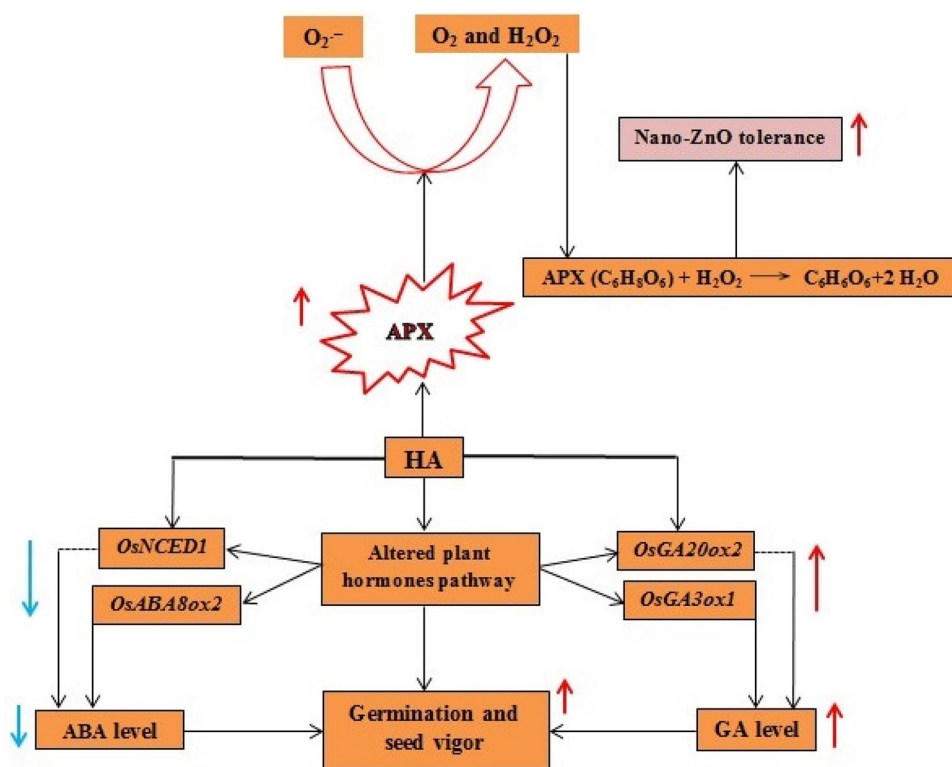 O₂·⁻
O₂ and H₂O₂
Nano-ZnO tolerance
APX (C₆H₈O₆) + H₂O₂ ⟶ C₆H₆O₆+2 H₂O
APX
HA
OsNCED1
Altered plant
hormones pathway
OsGA20ox2
OsABA8ox2
OsGA3ox1
ABA level
Germination and
seed vigor
GA level